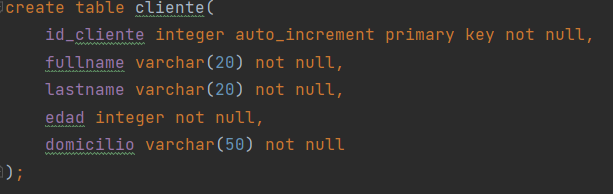 create table cliente(
id_cliente integer auto_increment primary key not null,
fullname varchar(20) not null,
lastname varchar(20) not null,
edad integer not null,
domicilio varchar(50) not null
);